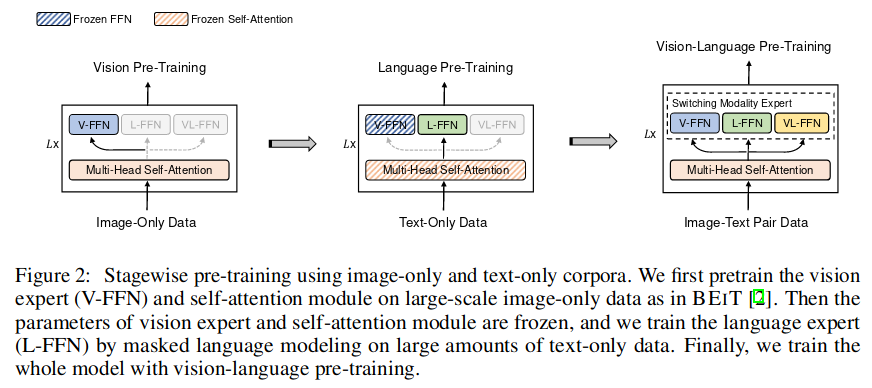 Frozen FFN Frozen Self-Attention
Vision Pre-Training Language Pre-Training Vision-Language Pre-Training
Switching Modality Expert
V-FFN L-FFN VL-FFN V-FFN L-FFN VL-FFN V-FFN L-FFN VL-FFN
Lx Lx Lx
Multi-Head Self-Attention Multi-Head Self-Attention Multi-Head Self-Attention
Image-Only Data Text-Only Data Image-Text Pair Data
Figure 2: Stagewise pre-training using image-only and text-only corpora. We first pretrain the vision
expert (V-FFN) and self-attention module on large-scale image-only data as in BEIT [2]. Then the
parameters of vision expert and self-attention module are frozen, and we train the language expert
(L-FFN) by masked language modeling on large amounts of text-only data. Finally, we train the
whole model with vision-language pre-training.